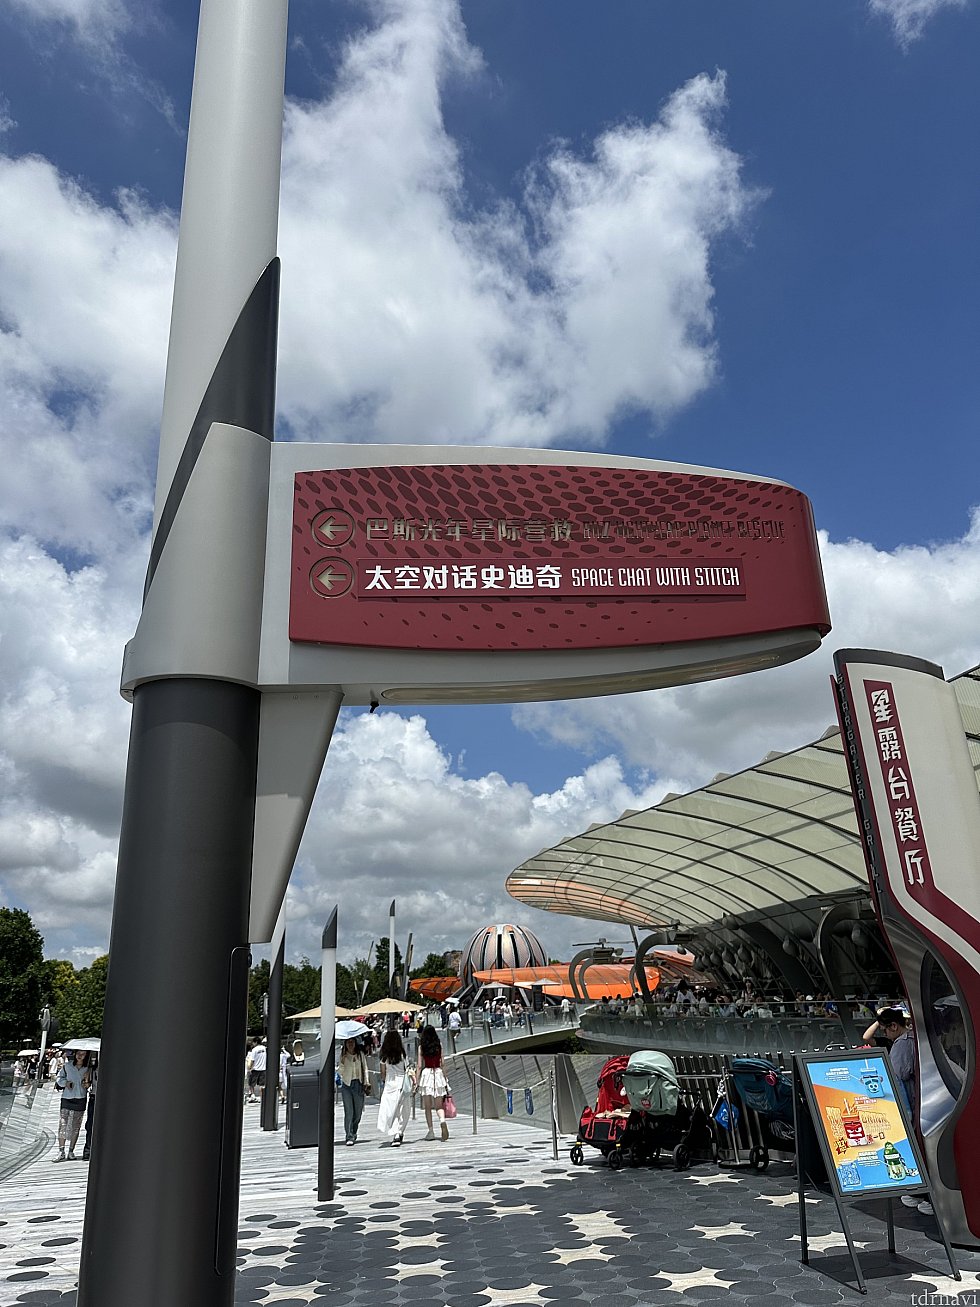 巴斯光年星际营救 BUZZ LIGHTYEAR PLANET RESCUE
太空对话史迪奇 SPACE CHAT WITH STITCH
STARGAZER GRILL
露台餐厅
tdrnavi